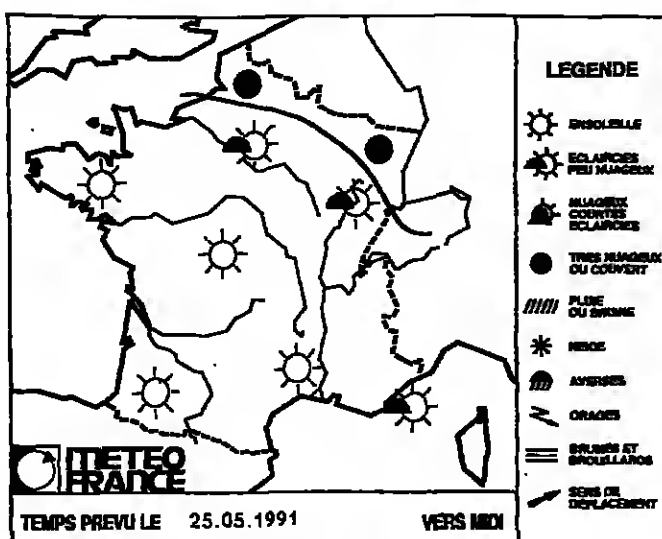 LEGENDE
ENSOLEILLE
ECLAIRCIES
PEU NUAGEUX
NUAGEUX
COURTES
ECLAIRCIES
TRES NUAGEUX
OU COUVERT
PLUIE
OU BRUINE
NEIGE
AVERSES
ORAGES
BRUMES ET
BROUILLARDS
SENS DE
DEPLACEMENT
METEO
FRANCE
TEMPS PREVU LE 25.05.1991 VERS MIDI